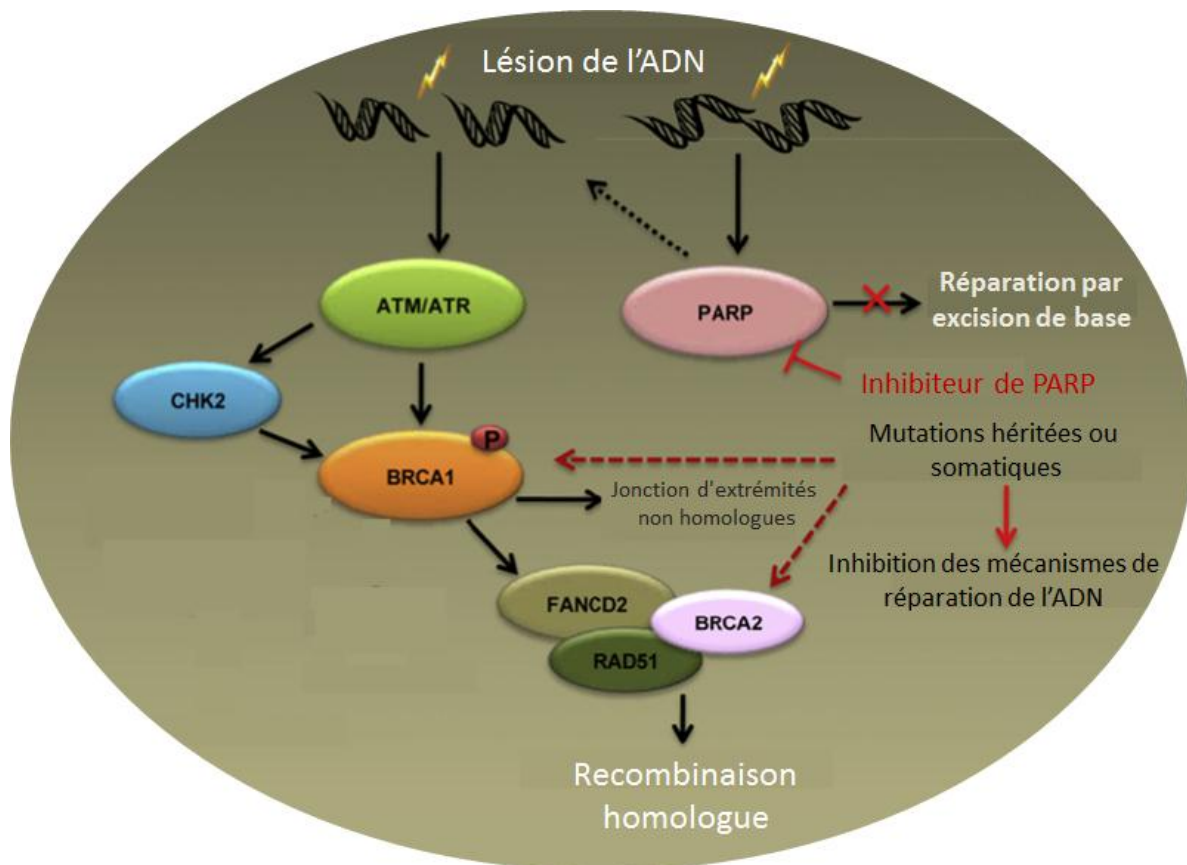 Lésion de l'ADN
ATM/ATR
PARP
Réparation par
excision de base
CHK2
Inhibiteur de PARP
P
BRCA1
Mutations héritées ou
somatiques
Jonction d'extrémités
non homologues
Inhibition des mécanismes de
réparation de l'ADN
FANCD2
BRCA2
RAD51
Recombinaison
homologue